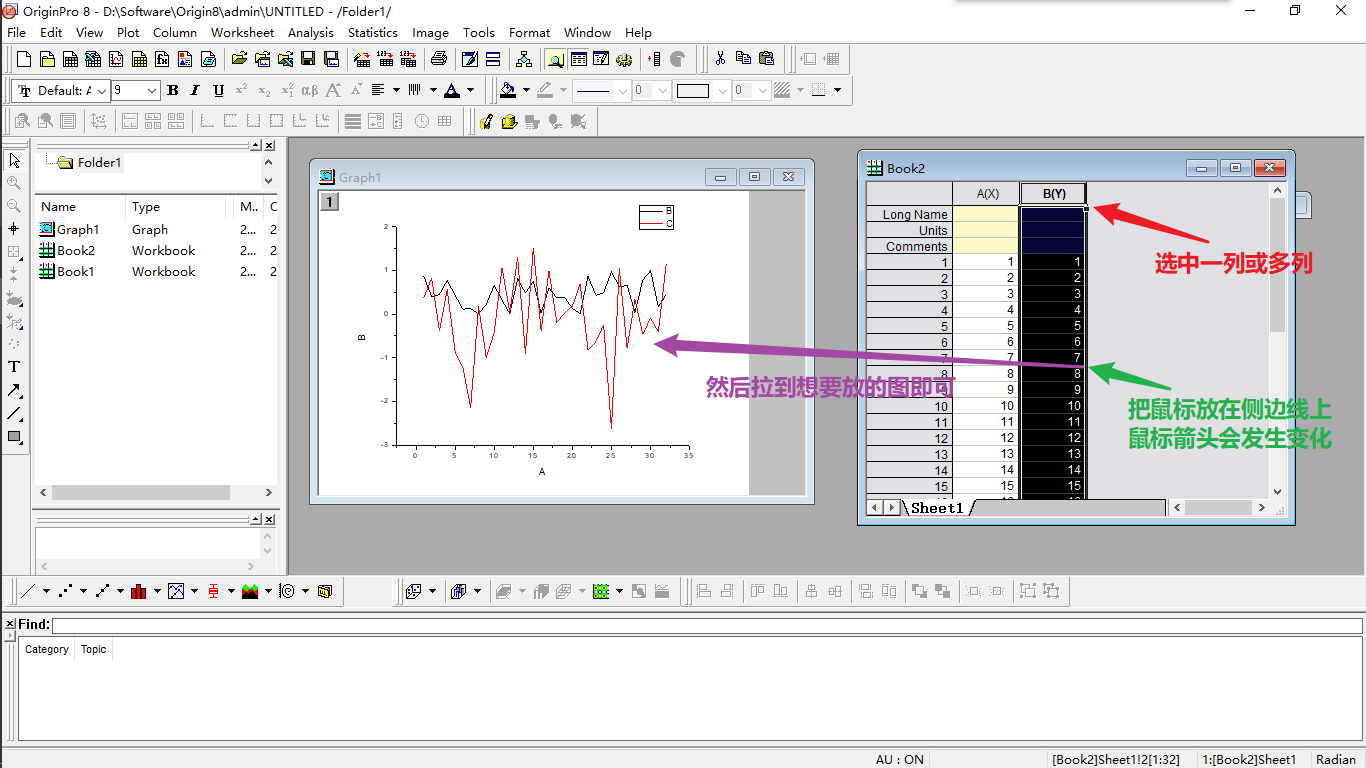 OriginPro 8 - D:\Software\Origin8\admin\UNTITLED - /Folder1/
File Edit View Plot Column Worksheet Analysis Statistics Image Tools Format Window Help
Default: A 9 B I U x² x₂ αβ A A A 0 0
Folder1
Name Type M.. C
Graph1 Graph 2... 2
Book2 Workbook 2... 2
Book1 Workbook 2... 2
T
Graph1
1
B
C
2
1
0
-1
-2
-3
B
0 5 10 15 20 25 30 35
A
Book2
A(X) B(Y)
Long Name
Units
Comments
1 1 1
2 2 2
3 3 3
4 4 4
5 5 5
6 6 6
7 7 7
8 8 8
9 9 9
10 10 10
11 11 11
12 12 12
13 13 13
14 14 14
15 15 15
Sheet1
选中一列或多列
然后拉到想要放的图即可
把鼠标放在侧边线上
鼠标箭头会发生变化
Find:
Category Topic
AU : ON [Book2]Sheet1!2[1:32] 1:[Book2]Sheet1 Radian